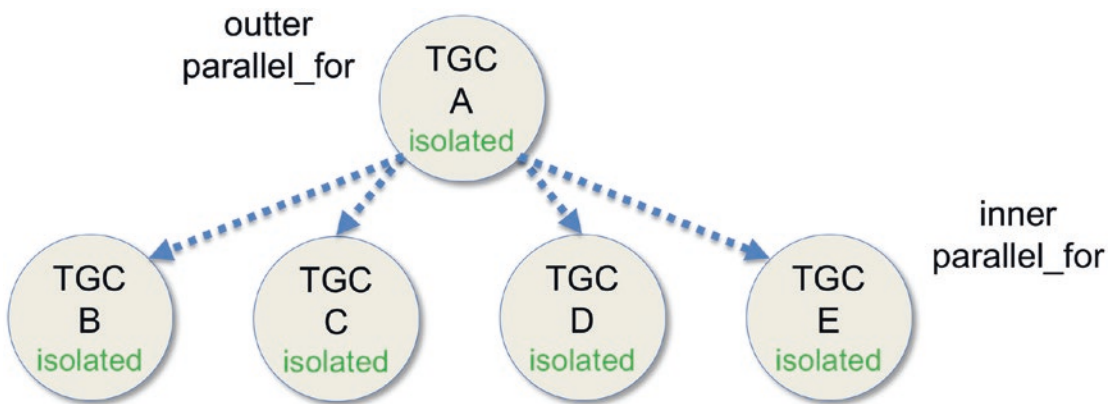 outter
parallel_for
TGC
A
isolated
inner
parallel_for
TGC
B
isolated
TGC
C
isolated
TGC
D
isolated
TGC
E
isolated